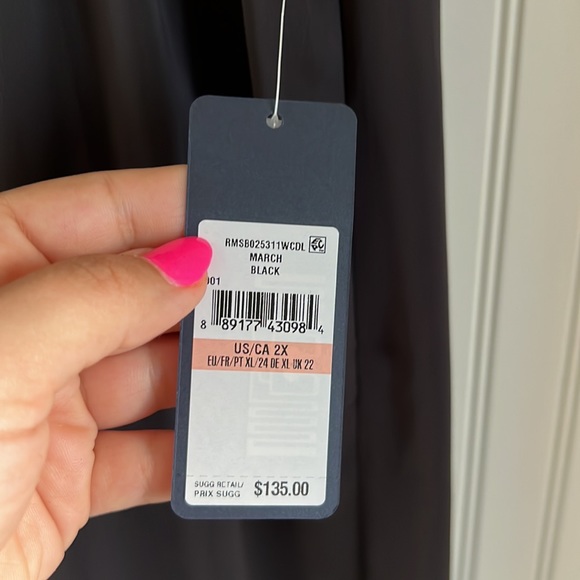 RMSB025311WCDL
MARCH
BLACK
001
8 89177 43098 4
US/CA 2X
EU/FR/PT XL/24 DE XL UK 22
SUGG RETAIL/
PRIX SUGG $135.00